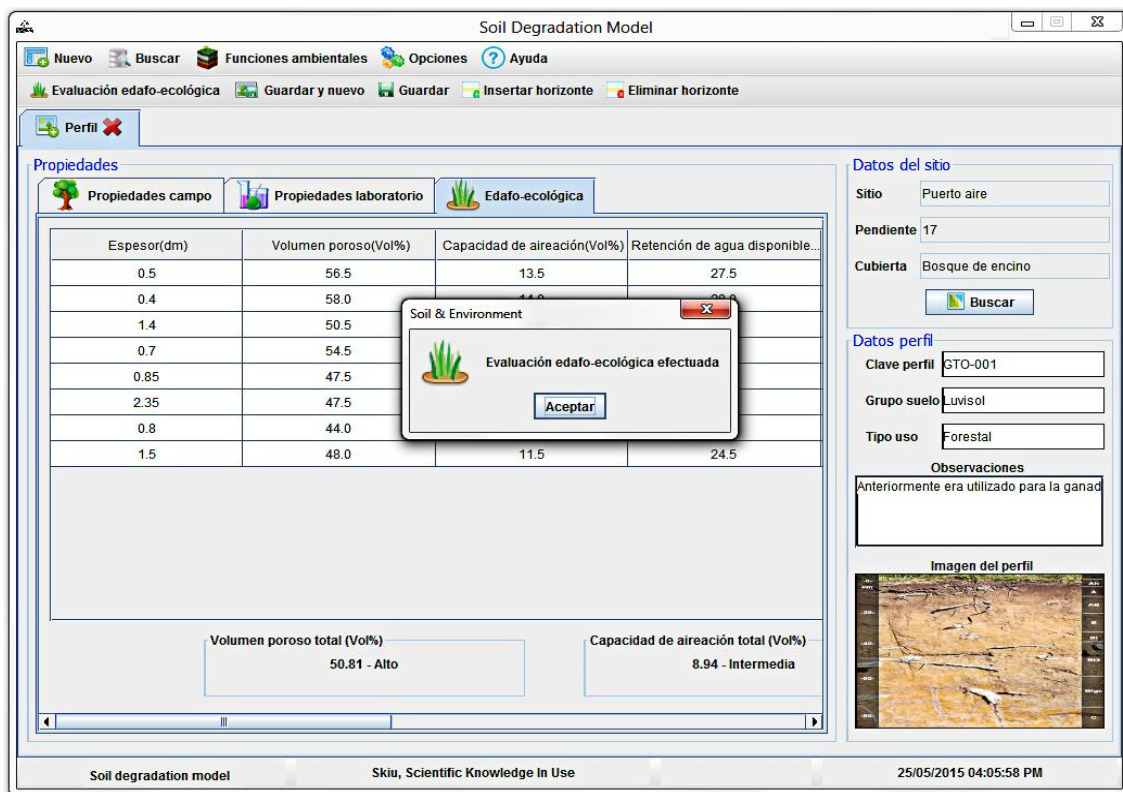 Soil Degradation Model
Nuevo Buscar Funciones ambientales Opciones Ayuda
Evaluación edafo-ecológica Guardar y nuevo Guardar Insertar horizonte Eliminar horizonte
Perfil
Propiedades
Propiedades campo Propiedades laboratorio Edafo-ecológica
Espesor(dm) Volumen poroso(Vol%) Capacidad de aireación(Vol%) Retención de agua disponible...
0.5 56.5 13.5 27.5
0.4 58.0
1.4 50.5
0.7 54.5
0.85 47.5
2.35 47.5
0.8 44.0
1.5 48.0 11.5 24.5
Soil & Environment
Evaluación edafo-ecológica efectuada
Aceptar
Volumen poroso total (Vol%)
50.81 - Alto
Capacidad de aireación total (Vol%)
8.94 - Intermedia
Datos del sitio
Sitio Puerto aire
Pendiente 17
Cubierta Bosque de encino
Buscar
Datos perfil
Clave perfil GTO-001
Grupo suelo Luvisol
Tipo uso Forestal
Observaciones
Anteriormente era utilizado para la ganad
Imagen del perfil
Soil degradation model Skiu, Scientific Knowledge In Use 25/05/2015 04:05:58 PM